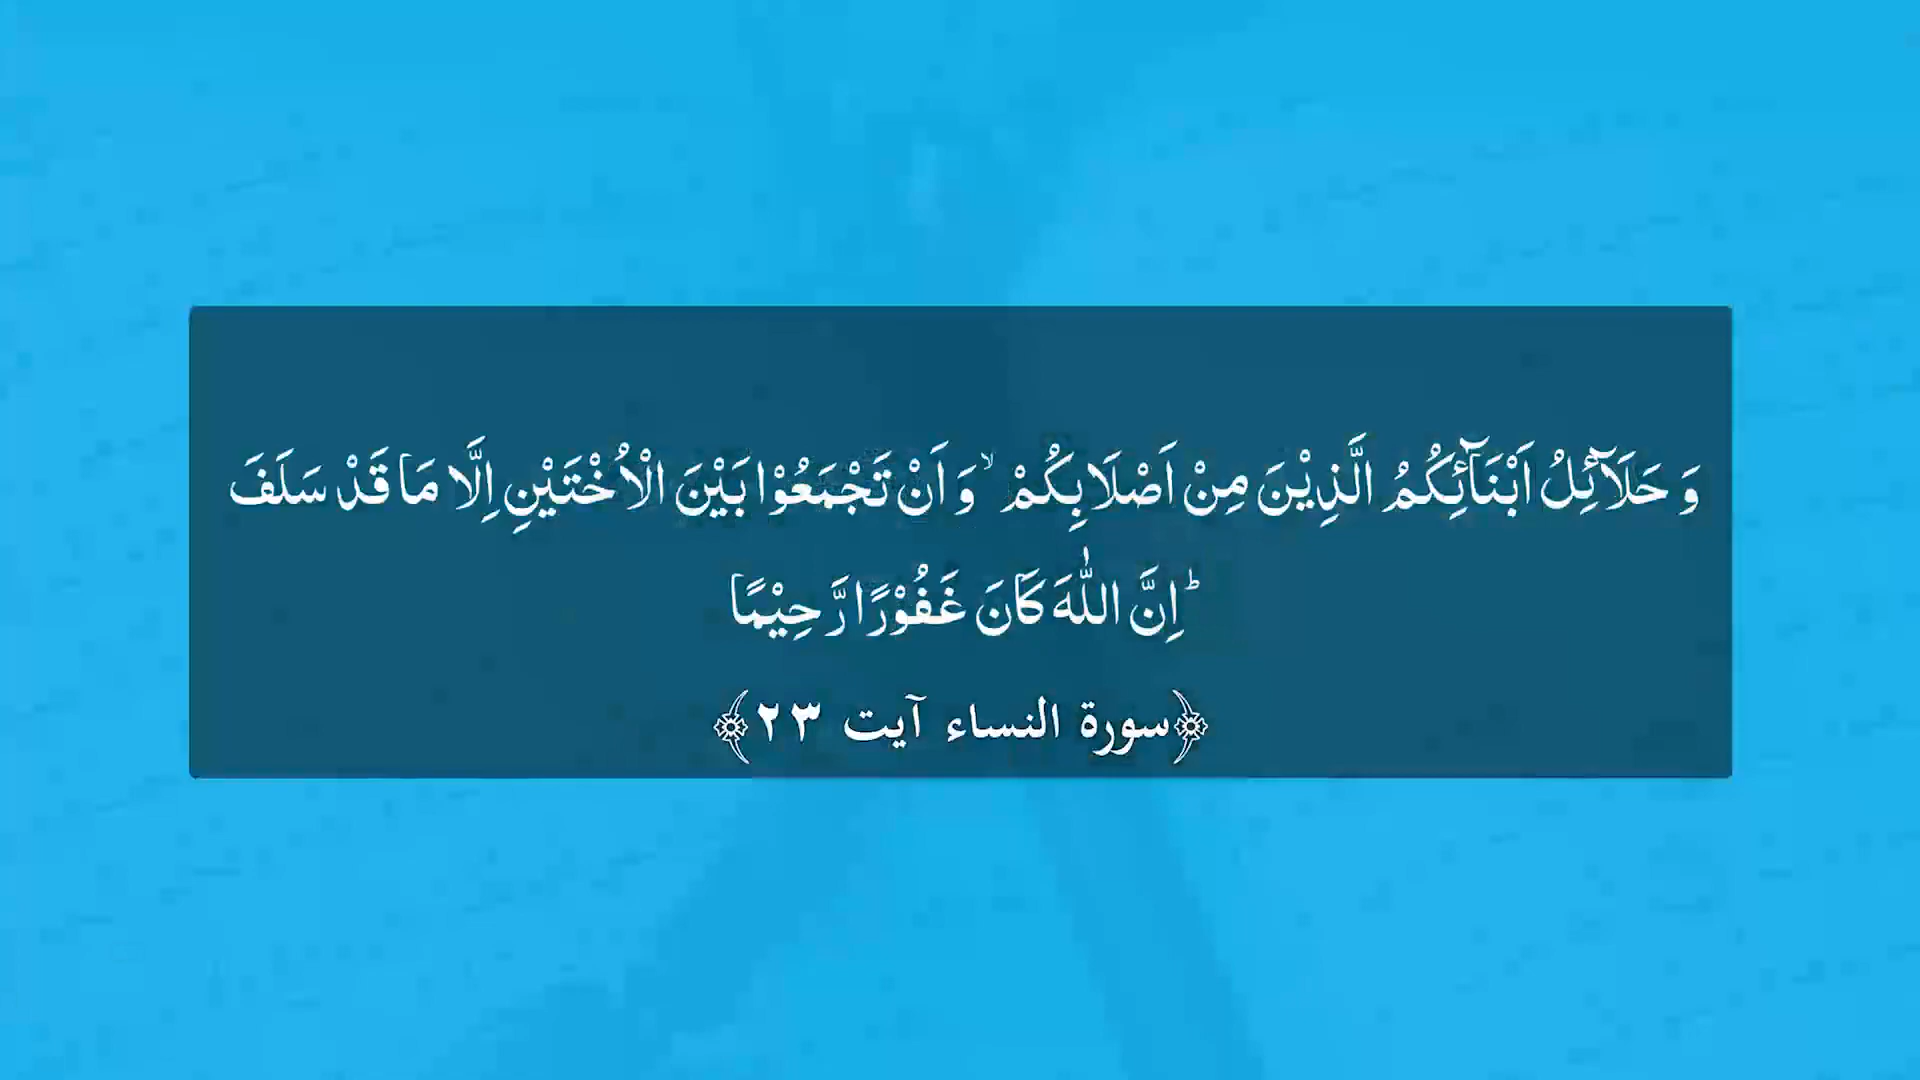 وَ حَلَآئِلُ اَبْنَآئِكُمُ الَّذِیْنَ مِنْ اَصْلَابِكُمْ ۙ وَ اَنْ تَجْمَعُوْا بَیْنَ الْاُخْتَیْنِ اِلَّا مَا قَدْ سَلَفَ
ؕ اِنَّ اللّٰهَ كَانَ غَفُوْرًا رَّحِیْمًا
﴿سورة النساء آیت ۲۳﴾